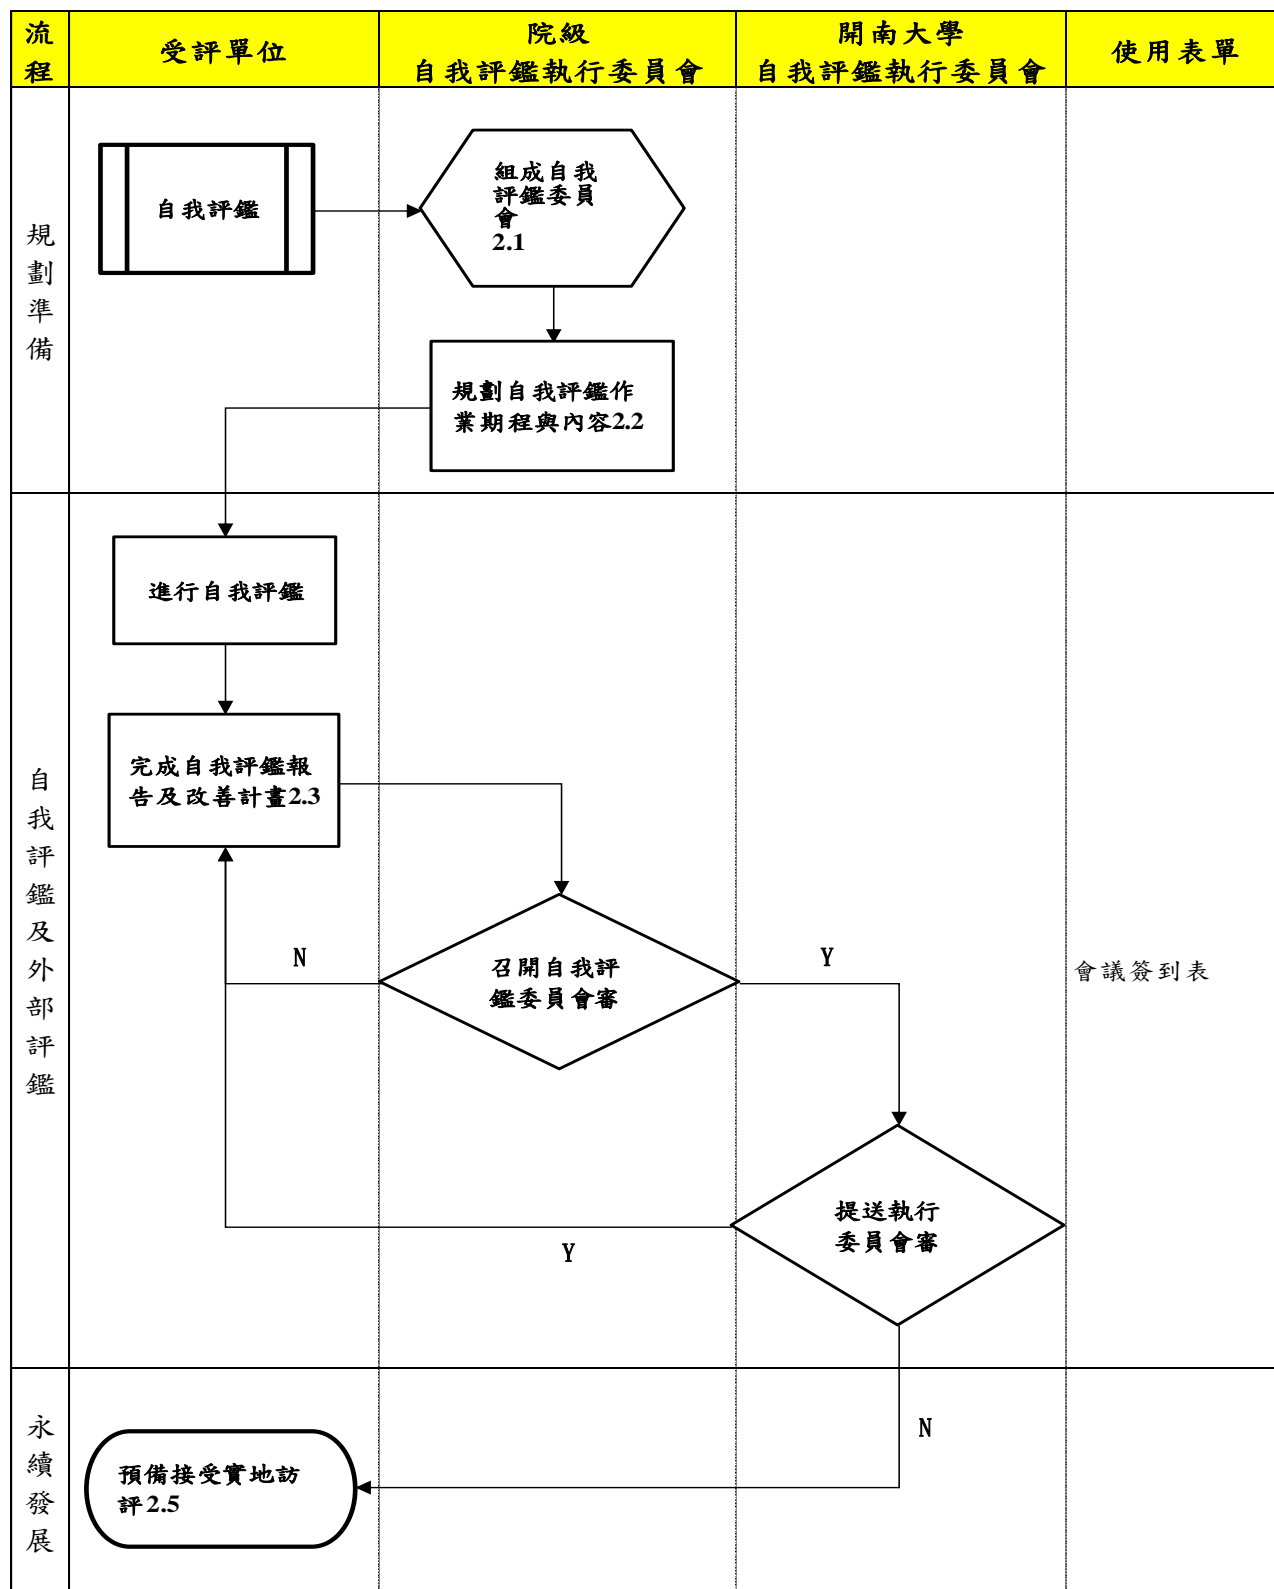 流
程
受評單位
院級
自我評鑑執行委員會
開南大學
自我評鑑執行委員會
使用表單
規
劃
準
備
自我評鑑
組成自我
評鑑委員
會
2.1
規劃自我評鑑作
業期程與內容2.2
自
我
評
鑑
及
外
部
評
鑑
進行自我評鑑
完成自我評鑑報
告及改善計畫2.3
N
召開自我評
鑑委員會審
Y
會議簽到表
提送執行
委員會審
Y
永
續
發
展
N
預備接受實地訪
評2.5